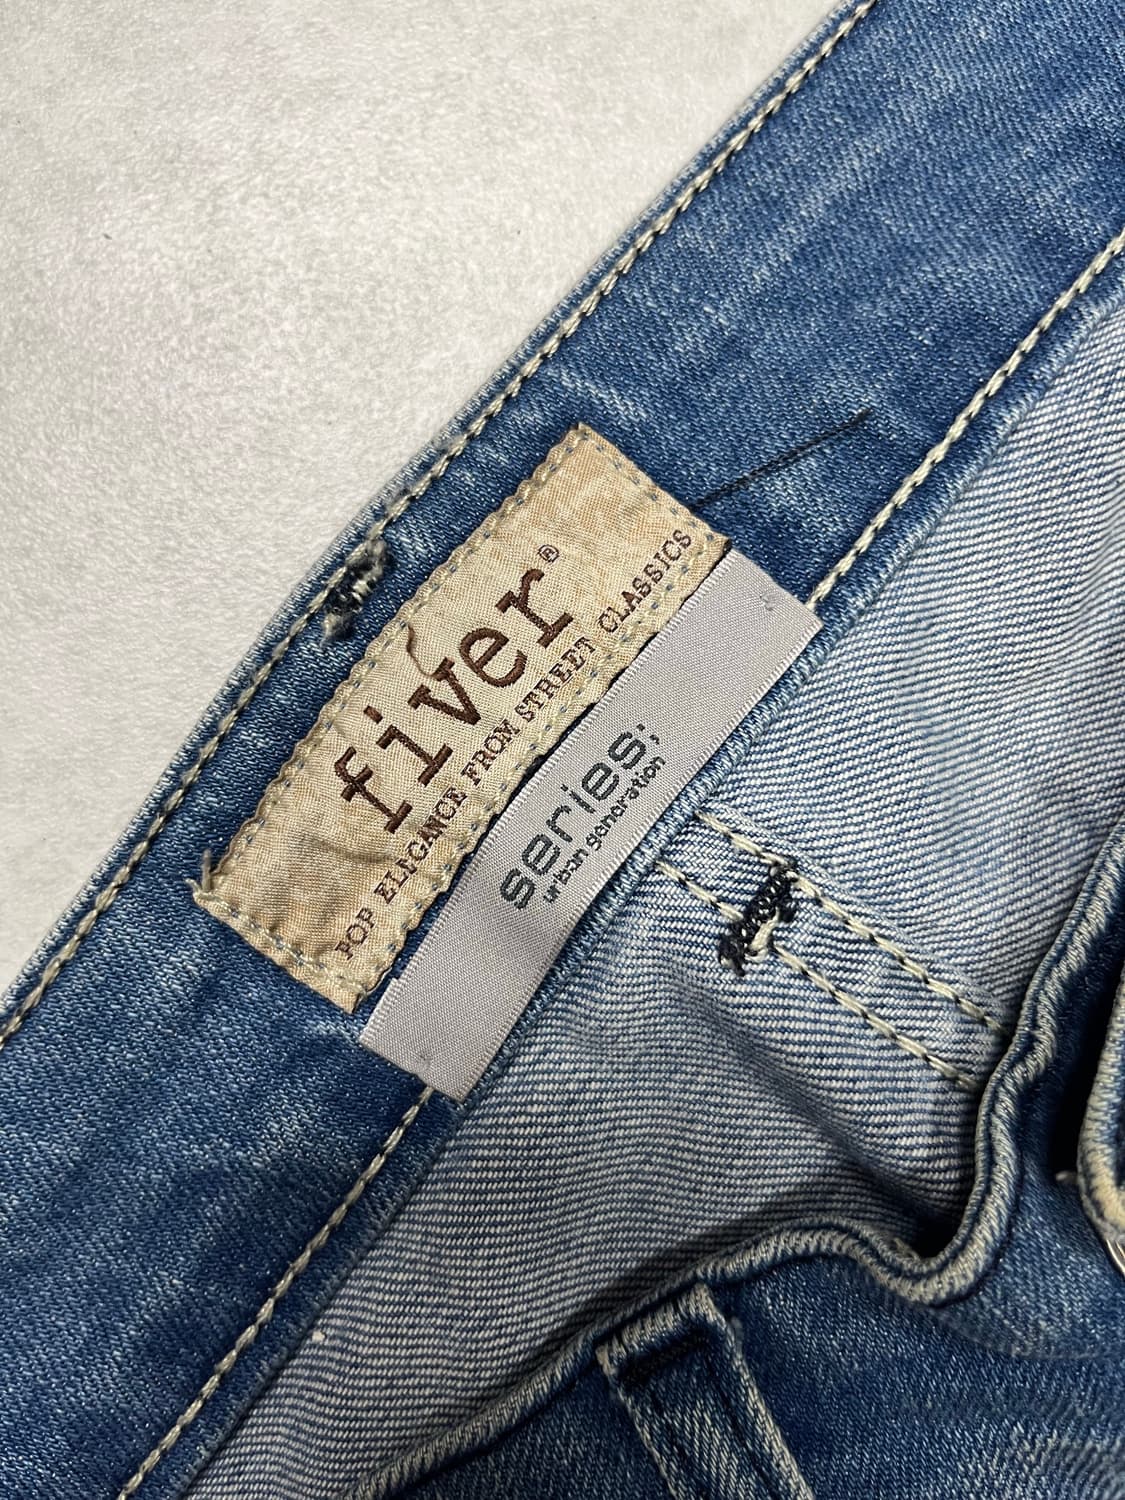 fiver®
POP ELEGANCE FROM STREET CLASSICS
series;
urban generation